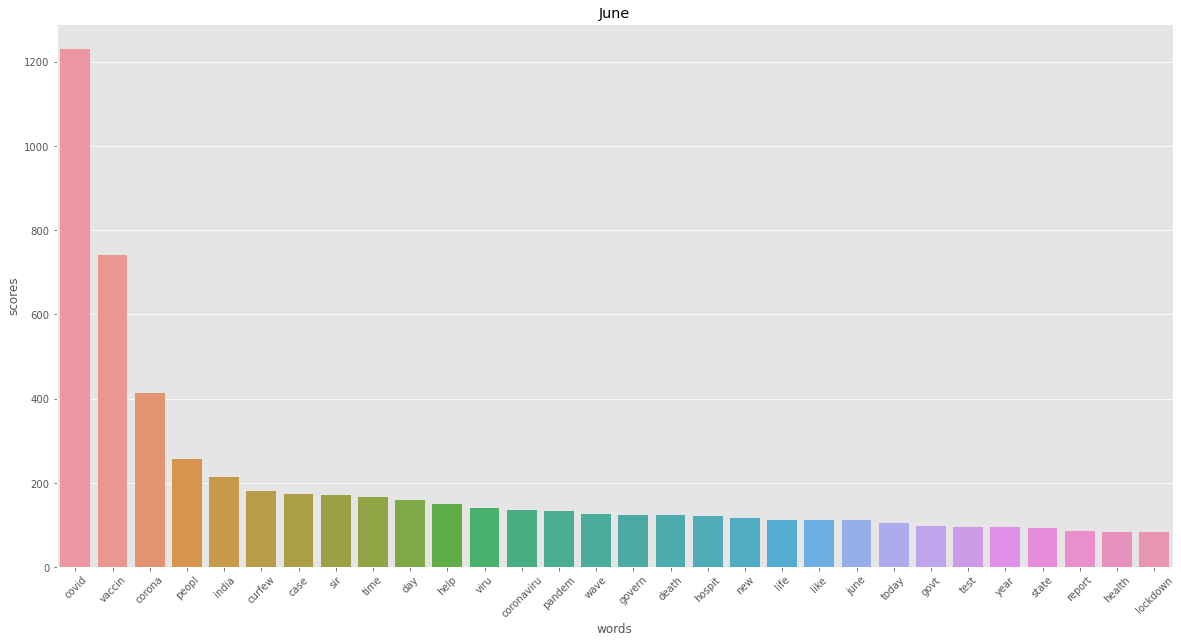 June
scores
1200
1000
800
600
400
200
0
covid
vaccin
corona
peopl
india
curfew
case
sir
time
day
help
viru
coronaviru
pandem
wave
govern
death
hospit
new
life
like
june
today
govt
test
year
state
report
health
lockdown
words